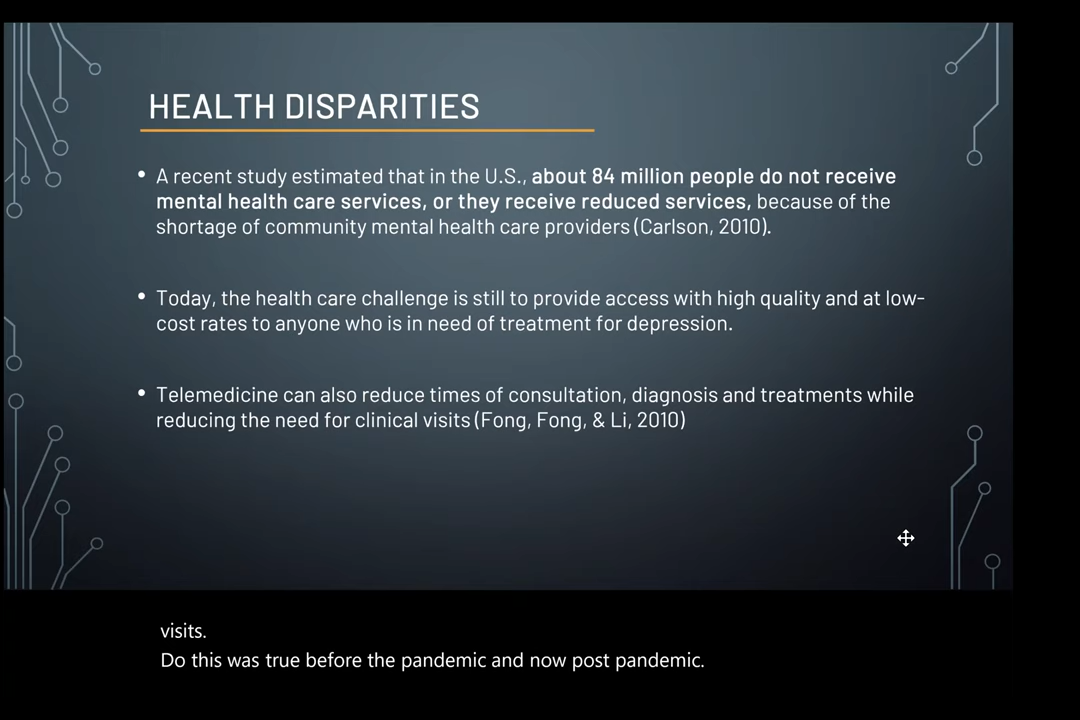 HEALTH DISPARITIES
• A recent study estimated that in the U.S., about 84 million people do not receive
mental health care services, or they receive reduced services, because of the
shortage of community mental health care providers (Carlson, 2010).
• Today, the health care challenge is still to provide access with high quality and at low-
cost rates to anyone who is in need of treatment for depression.
• Telemedicine can also reduce times of consultation, diagnosis and treatments while
reducing the need for clinical visits (Fong, Fong, & Li, 2010)
visits.
Do this was true before the pandemic and now post pandemic.